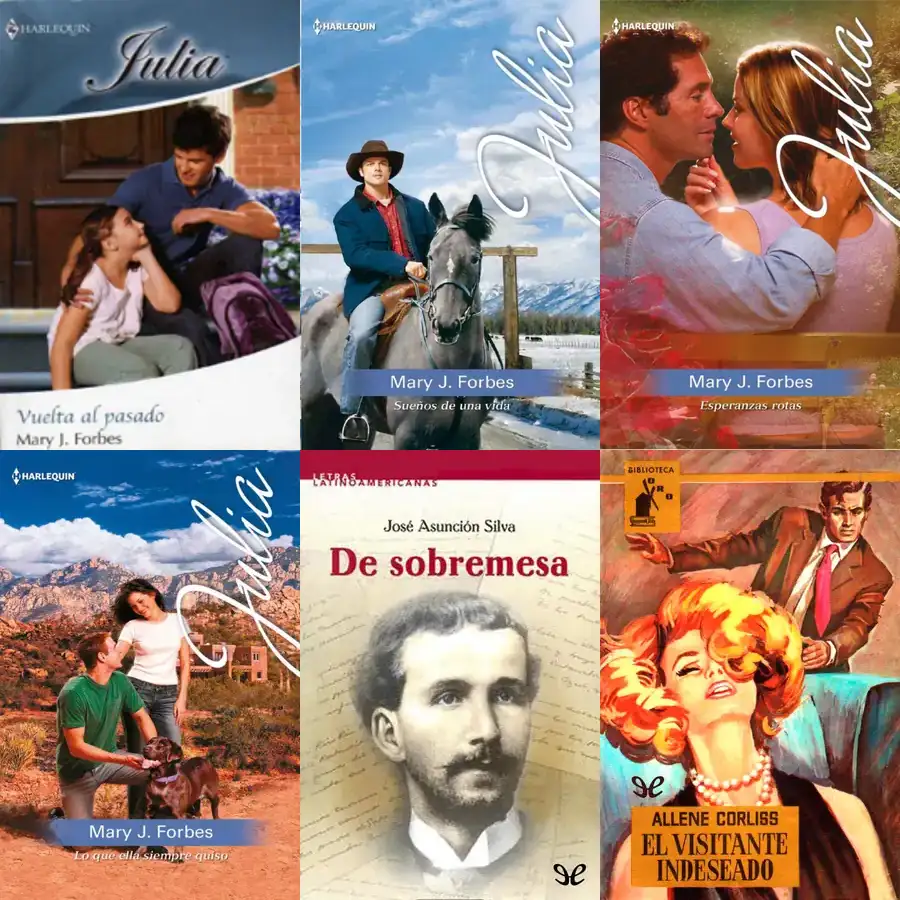 HARLEQUIN
Julia
Vuelta al pasado
Mary J. Forbes
HARLEQUIN
Julia
Mary J. Forbes
Sueños de una vida
HARLEQUIN
Julia
Mary J. Forbes
Esperanzas rotas
HARLEQUIN
Julia
Mary J. Forbes
Lo que ella siempre quiso
LETRAS
LATINOAMERICANAS
José Asunción Silva
De sobremesa
BIBLIOTECA
ORO
ALLENE CORLISS
EL VISITANTE
INDESEADO